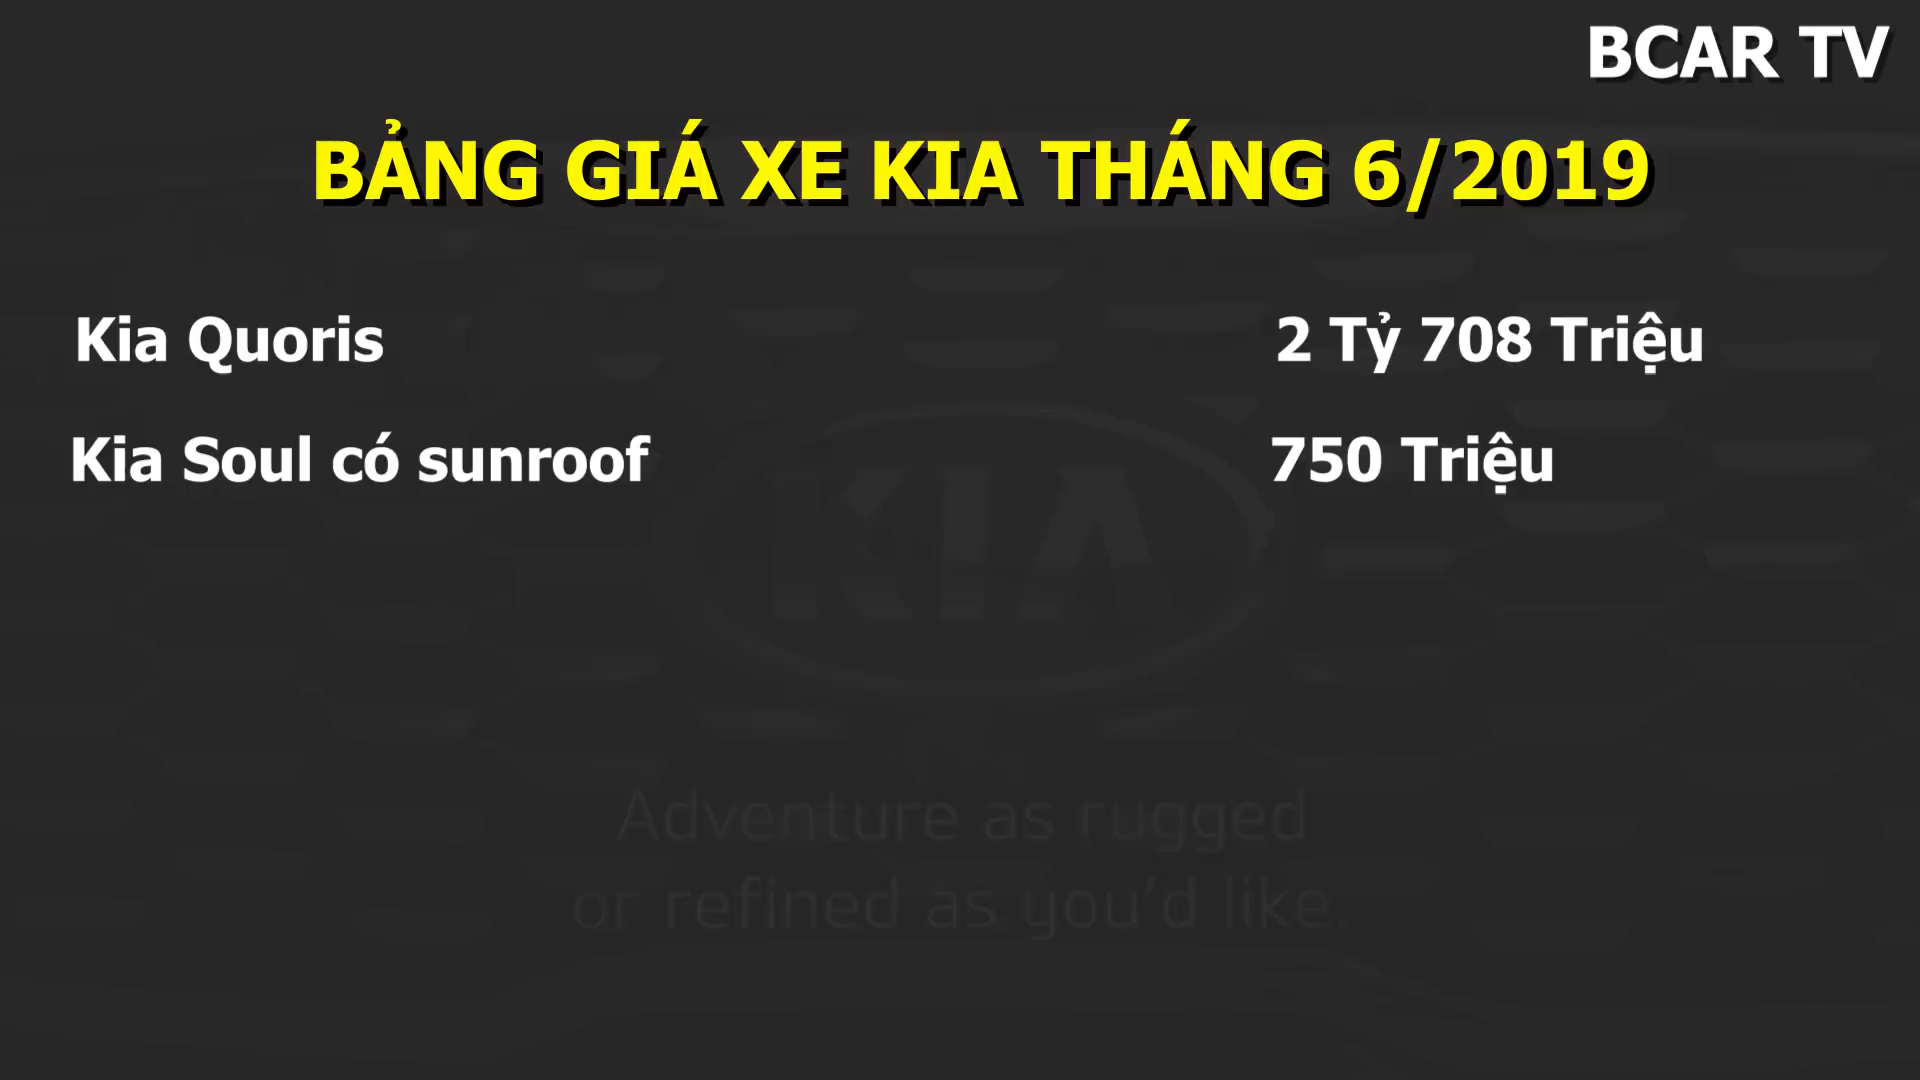 BCAR TV
BẢNG GIÁ XE KIA THÁNG 6/2019
Kia Quoris 2 Tỷ 708 Triệu
Kia Soul có sunroof 750 Triệu
KIA
Adventure as rugged
or refined as you'd like.